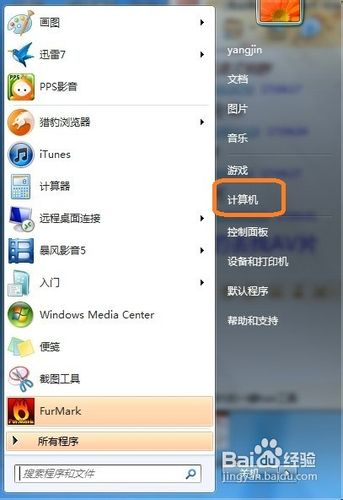 画图
迅雷7
PPS影音
猎豹浏览器
iTunes
计算器
远程桌面连接
暴风影音5
入门
Windows Media Center
便笺
截图工具
FurMark
所有程序
搜索程序和文件
yangjin
文档
图片
音乐
游戏
计算机
控制面板
设备和打印机
默认程序
帮助和支持
关机
Baidu经验
jingyan.baidu.com